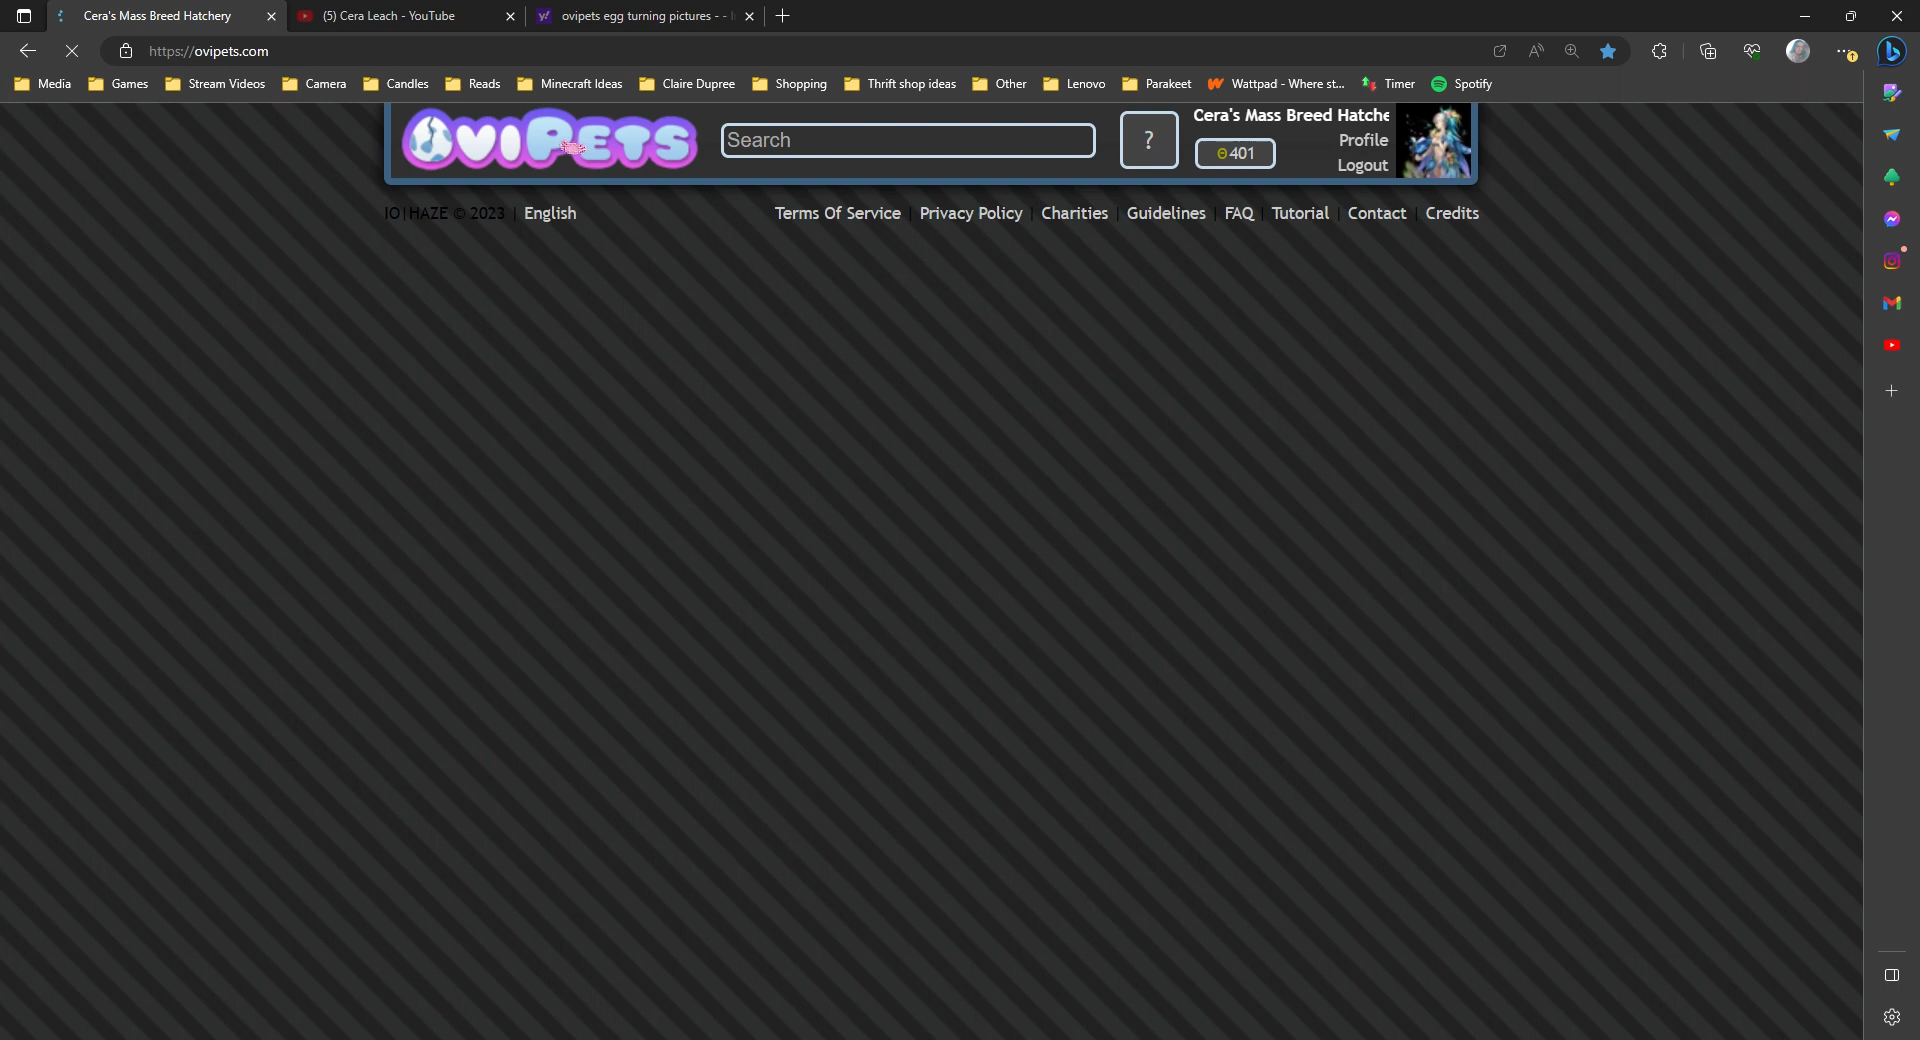 Cera's Mass Breed Hatchery
(5) Cera Leach - YouTube
ovipets egg turning pictures - -
https://ovipets.com
Media Games Stream Videos Camera Candles Reads Minecraft Ideas Claire Dupree Shopping Thrift shop ideas Other Lenovo Parakeet Wattpad - Where st... Timer Spotify
OVIPETS
Search
?
Cera's Mass Breed Hatche
401
Profile
Logout
IO|HAZE © 2023 | English
Terms Of Service | Privacy Policy | Charities | Guidelines | FAQ | Tutorial | Contact | Credits